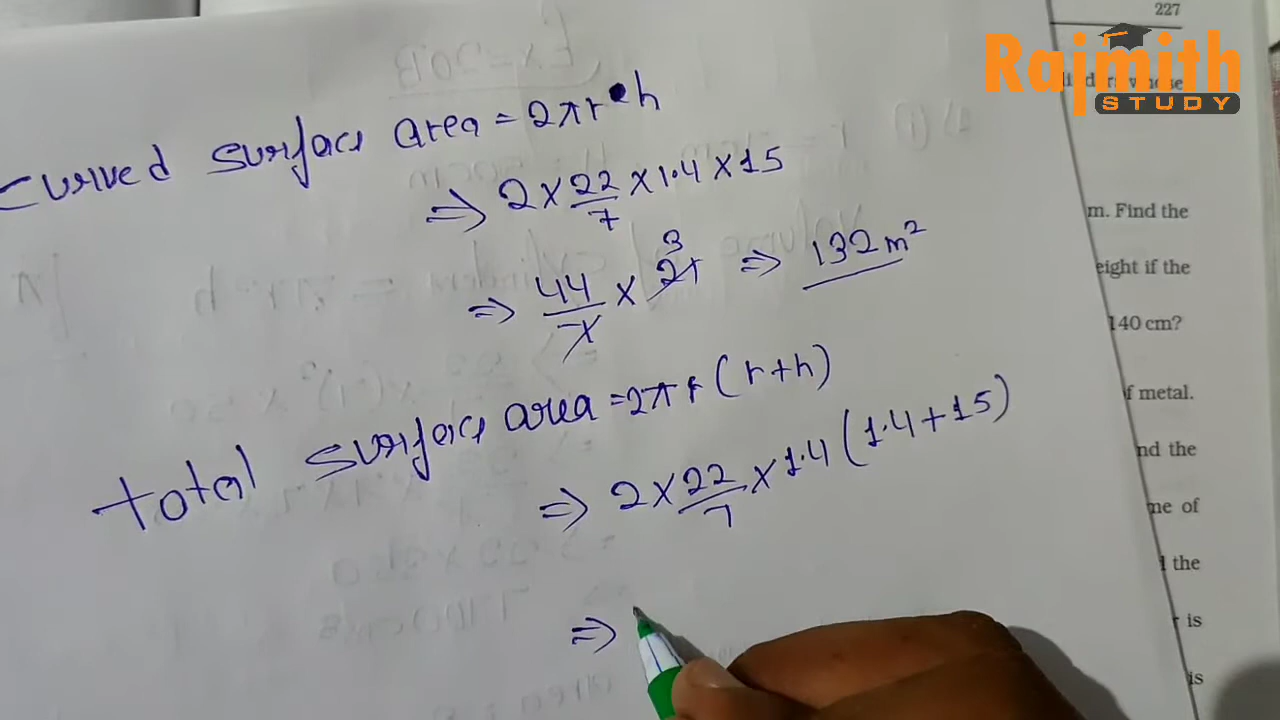 227
Rajmith
STUDY
Curved surface area = 2πr h
⇒ 2 × 22/7 × 1.4 × 15
m. Find the
⇒ 44/7 × 21 3 ⇒ 132 m²
eight if the
140 cm?
Total surface area = 2πr (r+h)
f metal.
⇒ 2 × 22/7 × 1.4 (1.4 + 15)
nd the
me of
the
⇒
is
is